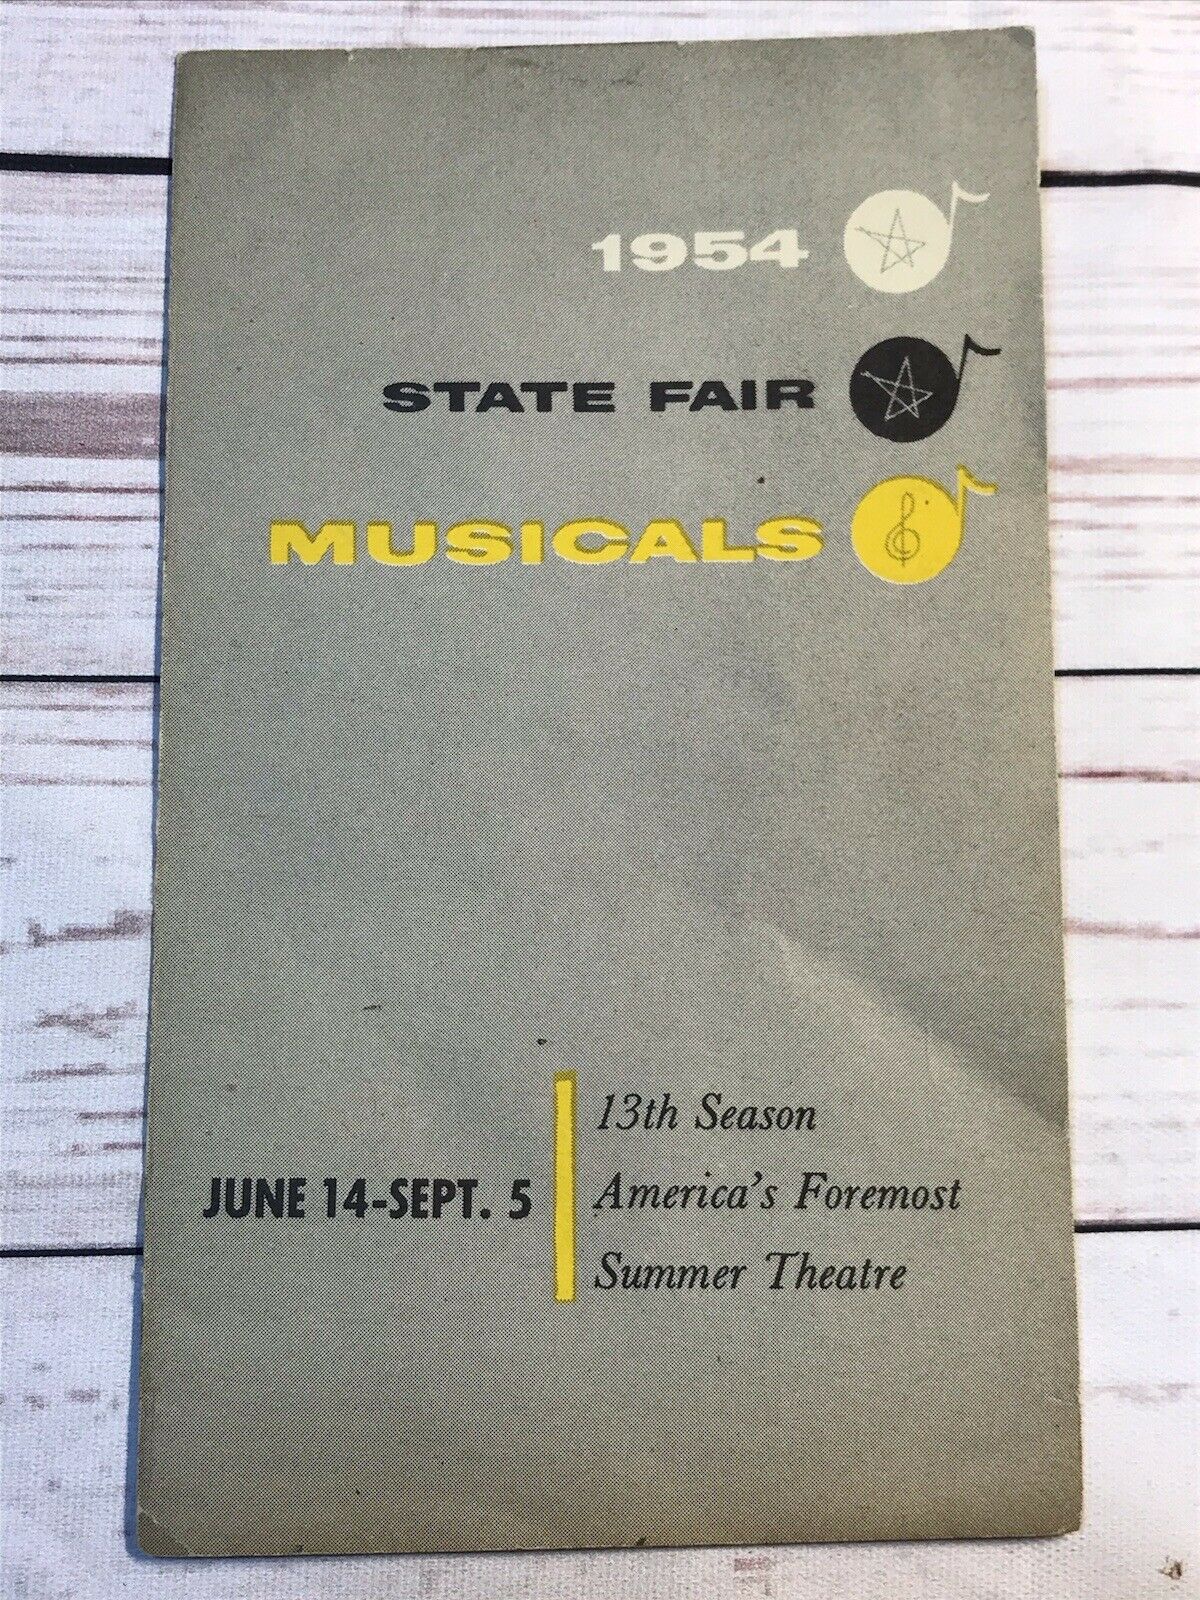 1954
STATE FAIR
MUSICALS
JUNE 14-SEPT. 5
13th Season
America's Foremost
Summer Theatre